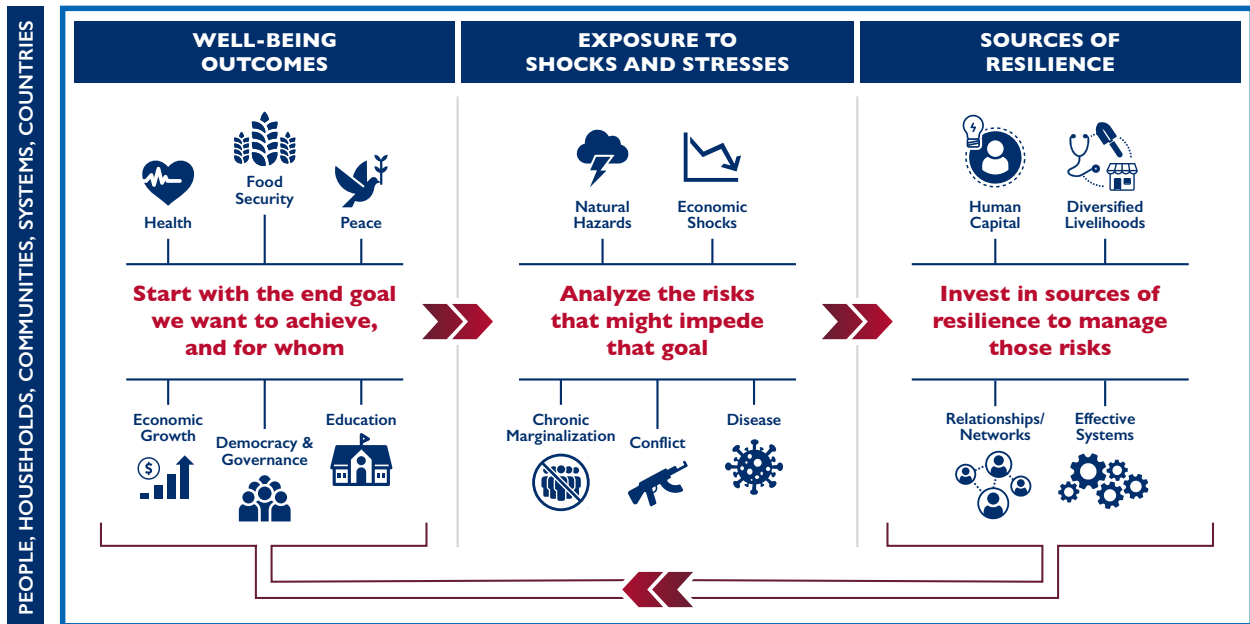 PEOPLE, HOUSEHOLDS, COMMUNITIES, SYSTEMS, COUNTRIES
WELL-BEING
OUTCOMES
Health
Food
Security
Peace
Start with the end goal
we want to achieve,
and for whom
Economic
Growth
$
Democracy &
Governance
Education
EXPOSURE TO
SHOCKS AND STRESSES
Natural
Hazards
Economic
Shocks
Analyze the risks
that might impede
that goal
Chronic
Marginalization
Conflict
Disease
SOURCES OF
RESILIENCE
Human
Capital
Diversified
Livelihoods
Invest in sources of
resilience to manage
those risks
Relationships/
Networks
Effective
Systems